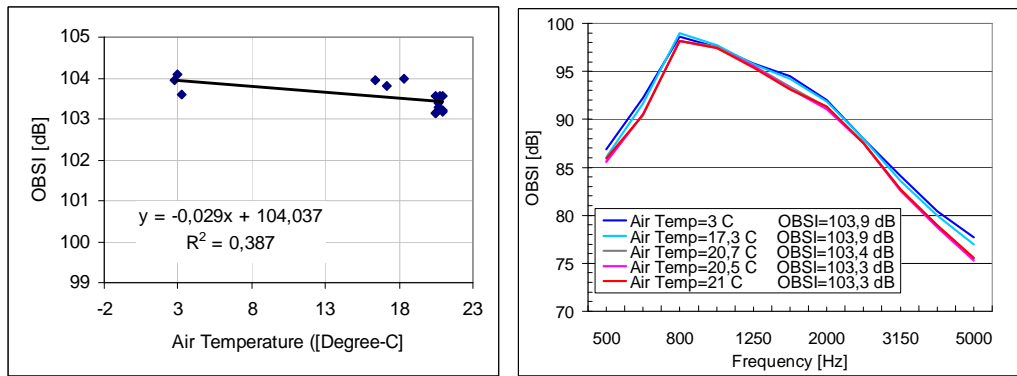 105
104
103
102
101
100
99
OBSI [dB]
y = -0,029x + 104,037
R² = 0,387
-2 3 8 13 18 23
Air Temperature ([Degree-C]
100
95
90
85
80
75
70
OBSI [dB]
Air Temp=3 C OBSI=103,9 dB
Air Temp=17,3 C OBSI=103,9 dB
Air Temp=20,7 C OBSI=103,4 dB
Air Temp=20,5 C OBSI=103,3 dB
Air Temp=21 C OBSI=103,3 dB
500 800 1250 2000 3150 5000
Frequency [Hz]